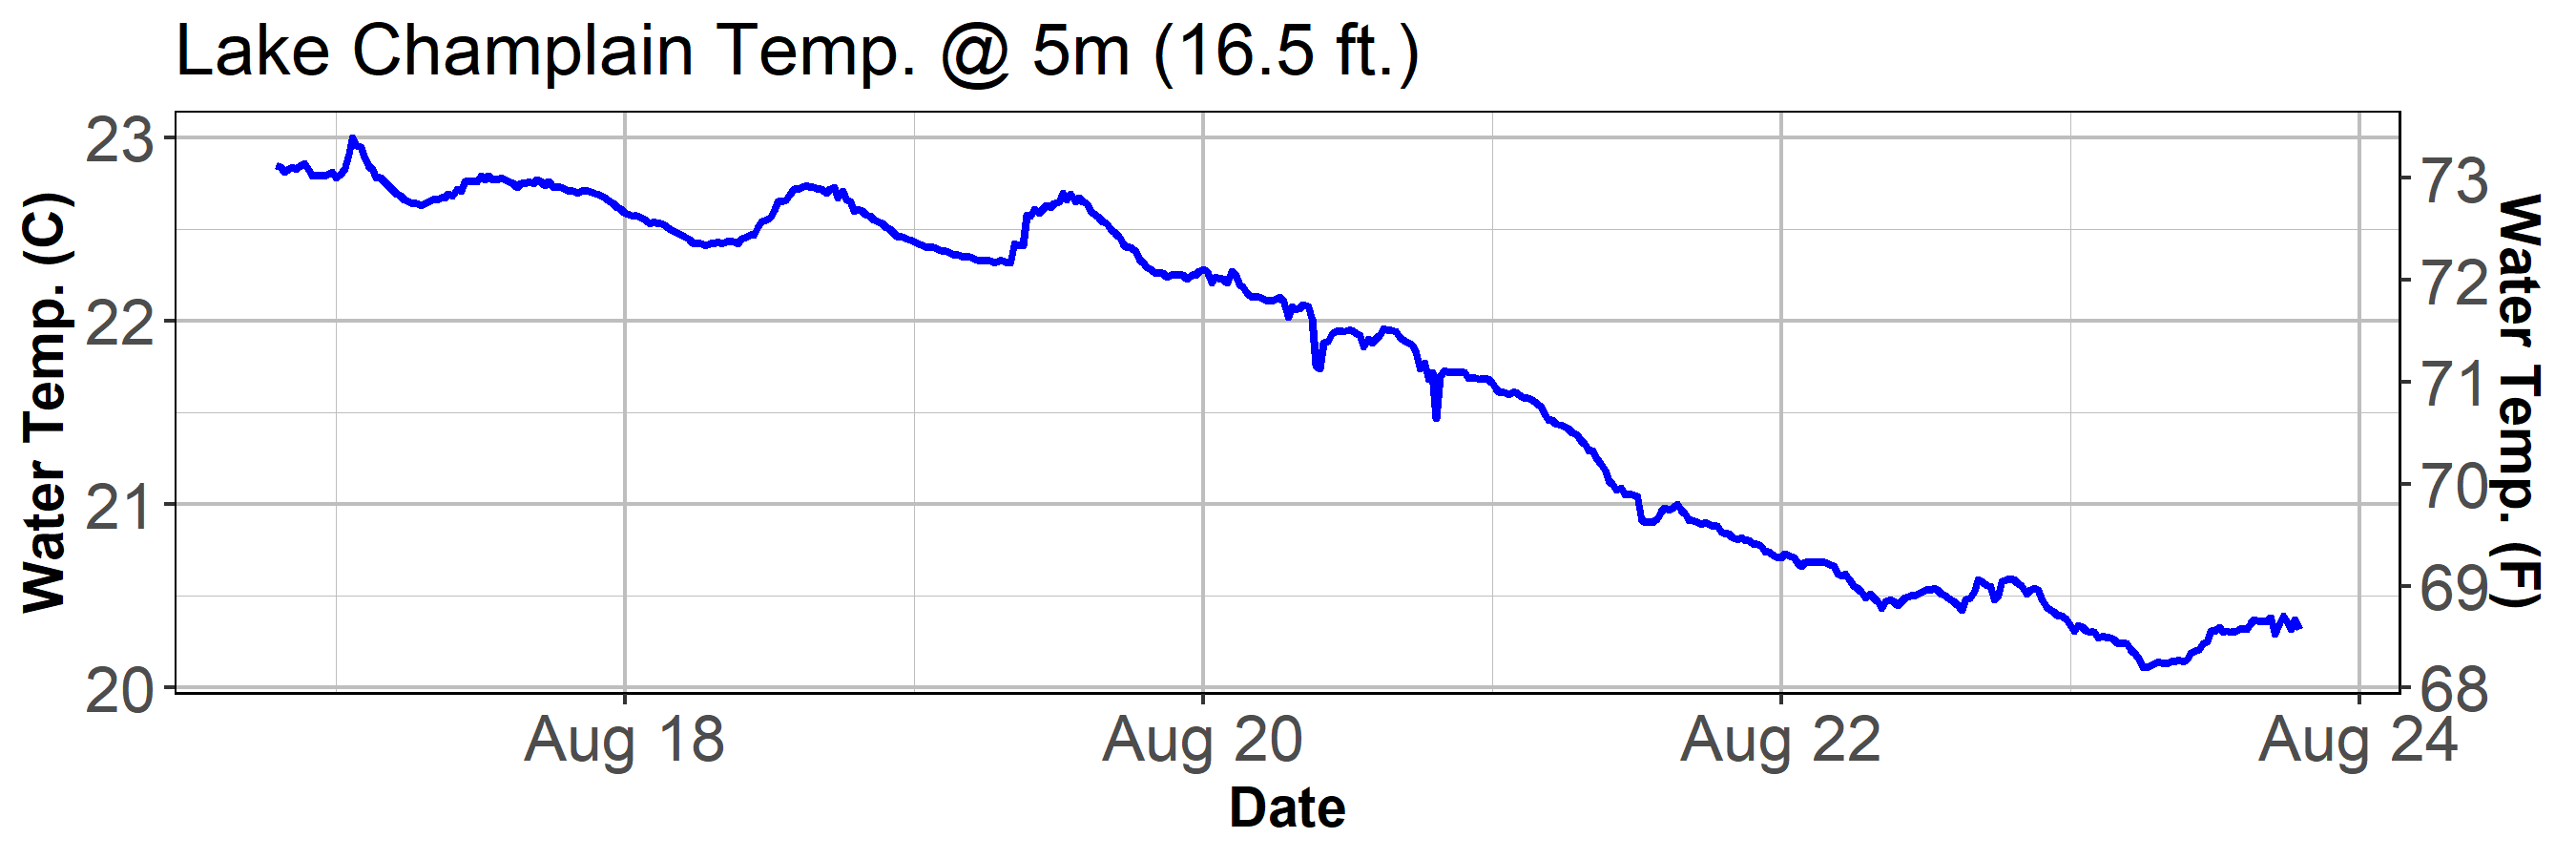 Lake Champlain Temp. @ 5m (16.5 ft.)
Water Temp. (C)
23
22
21
20
73
72
71
70
69
68
Water Temp. (F)
Aug 18
Aug 20
Aug 22
Aug 24
Date